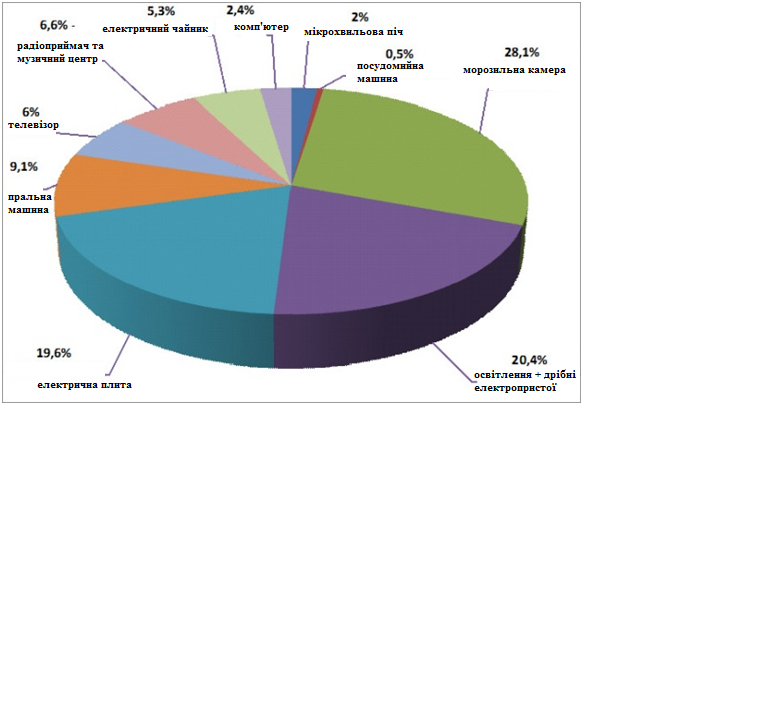 5,3%
електричний чайник
2,4%
комп'ютер
2%
мікрохвильова піч
0,5%
посудомийна
машина
28,1%
морозильна камера
20,4%
освітлення + дрібні
електропристої
19,6%
електрична плита
9,1%
пральна
машина
6%
телевізор
6,6% -
радіоприймач та
музичний центр